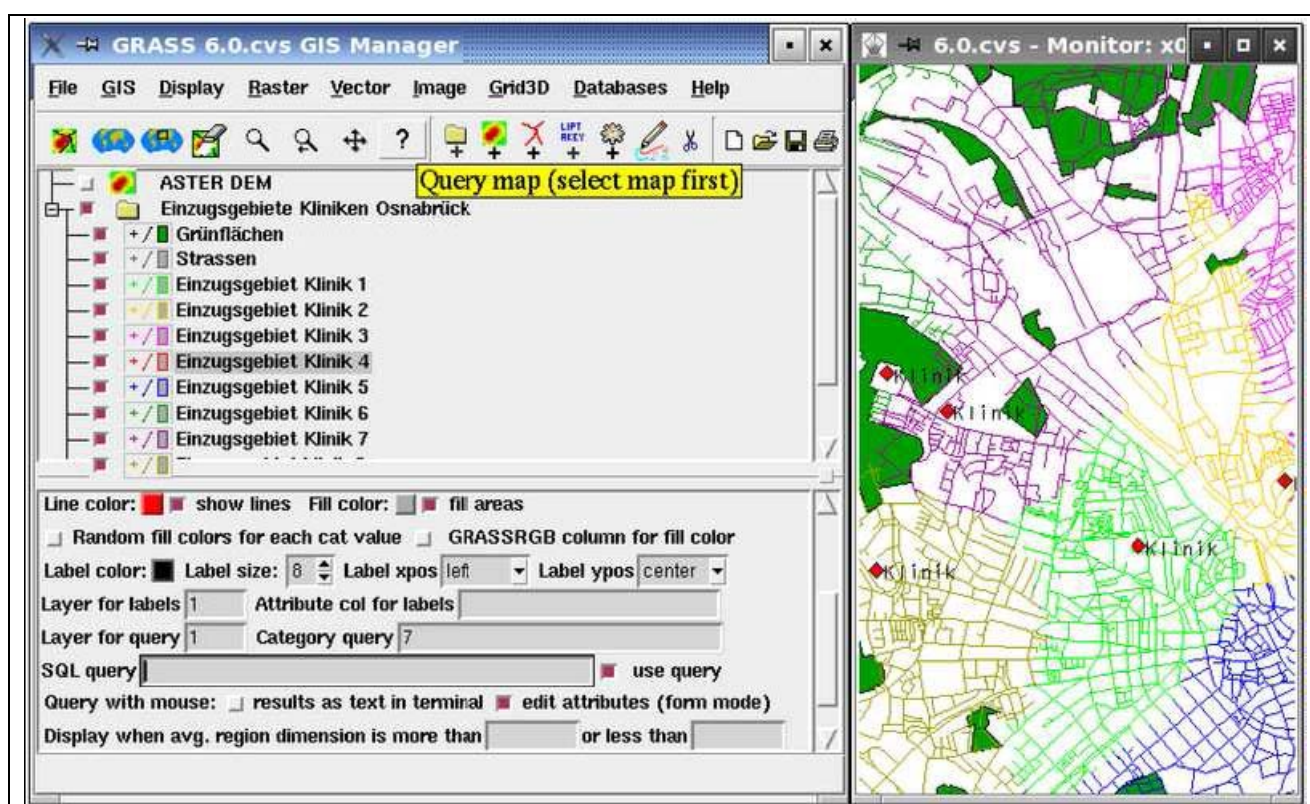 GRASS 6.0.cvs GIS Manager
File GIS Display Raster Vector Image Grid3D Databases Help
?
LIFT
RKEY
Query map (select map first)
ASTER DEM
Einzugsgebiete Kliniken Osnabrück
Grünflächen
Strassen
Einzugsgebiet Klinik 1
Einzugsgebiet Klinik 2
Einzugsgebiet Klinik 3
Einzugsgebiet Klinik 4
Einzugsgebiet Klinik 5
Einzugsgebiet Klinik 6
Einzugsgebiet Klinik 7
Line color: show lines Fill color: fill areas
Random fill colors for each cat value GRASSRGB column for fill color
Label color: Label size: 8 Label xpos left Label ypos center
Layer for labels 1 Attribute col for labels
Layer for query 1 Category query 7
SQL query use query
Query with mouse: results as text in terminal edit attributes (form mode)
Display when avg. region dimension is more than or less than
6.0.cvs - Monitor: x0
Klinik
Klinik
Klinik
Klinik